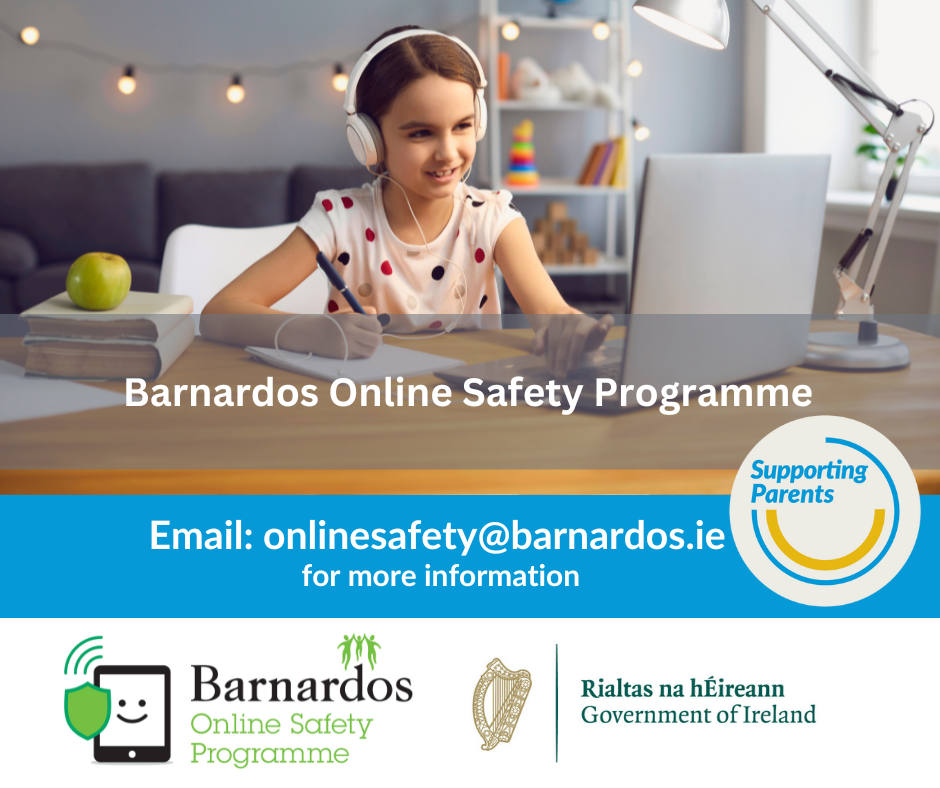 Barnardos Online Safety Programme
Supporting
Parents
Email: onlinesafety@barnardos.ie
for more information
Barnardos
Online Safety
Programme
Rialtas na hÉireann
Government of Ireland